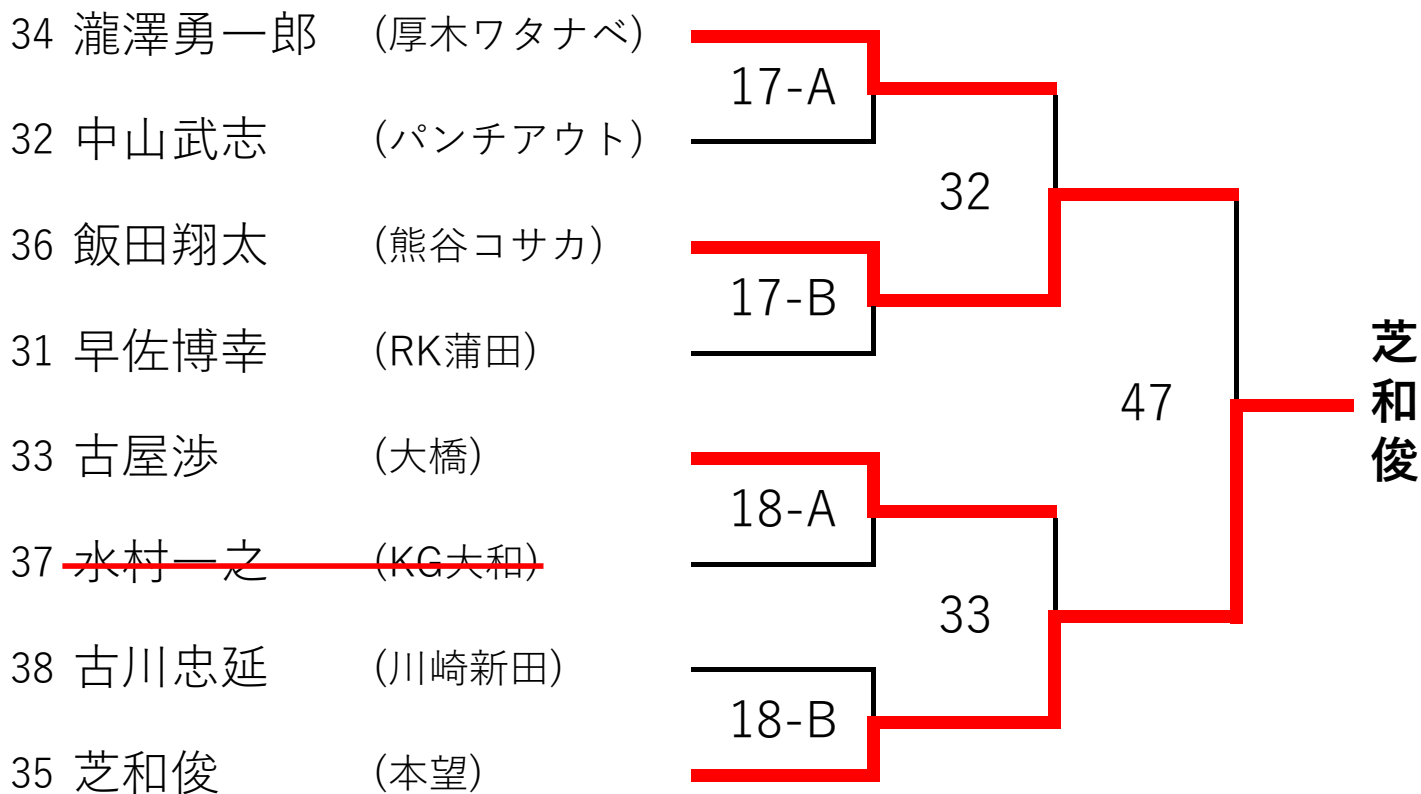 34 瀧澤勇一郎 (厚木ワタナベ)
17-A
32 中山武志 (パンチアウト)
32
36 飯田翔太 (熊谷コサカ)
17-B
31 早佐博幸 (RK蒲田)
47
芝和俊
33 古屋渉 (大橋)
18-A
37 水村一之 (KG大和)
33
38 古川忠延 (川崎新田)
18-B
35 芝和俊 (本望)